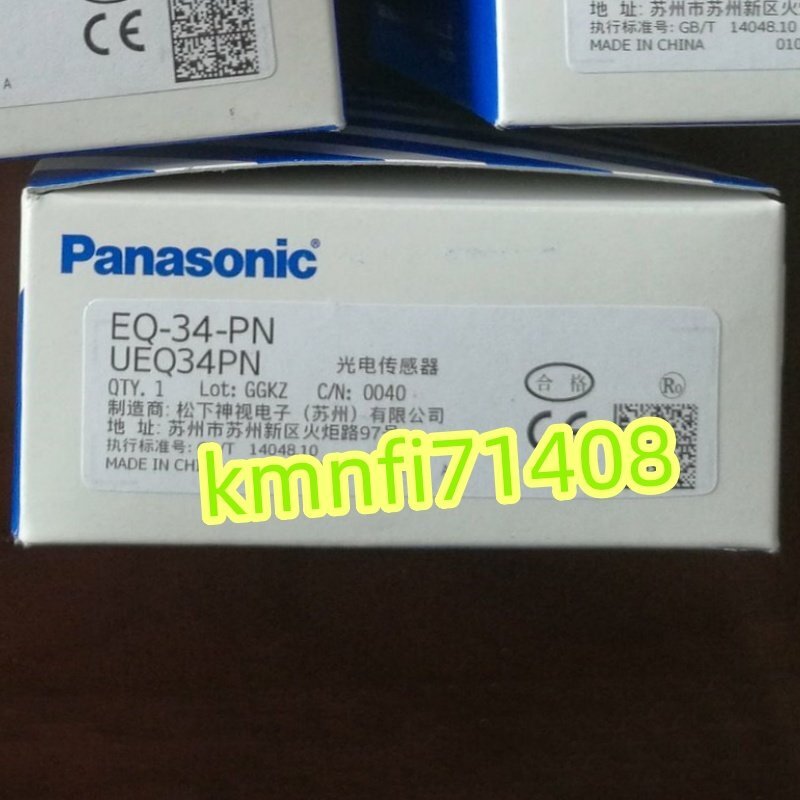 地 址: 苏州市苏州新区火
执行标准号: GB/T 14048.10
MADE IN CHINA 010
A
Panasonic®
EQ-34-PN
UEQ34PN 光电传感器
QTY. 1 Lot: GGKZ C/N: 0040
合格
制造商: 松下神视电子（苏州）有限公司
地 址: 苏州市苏州新区火炬路97号
执行标准号: /T 14048.10
MADE IN CHI
kmnfi71408